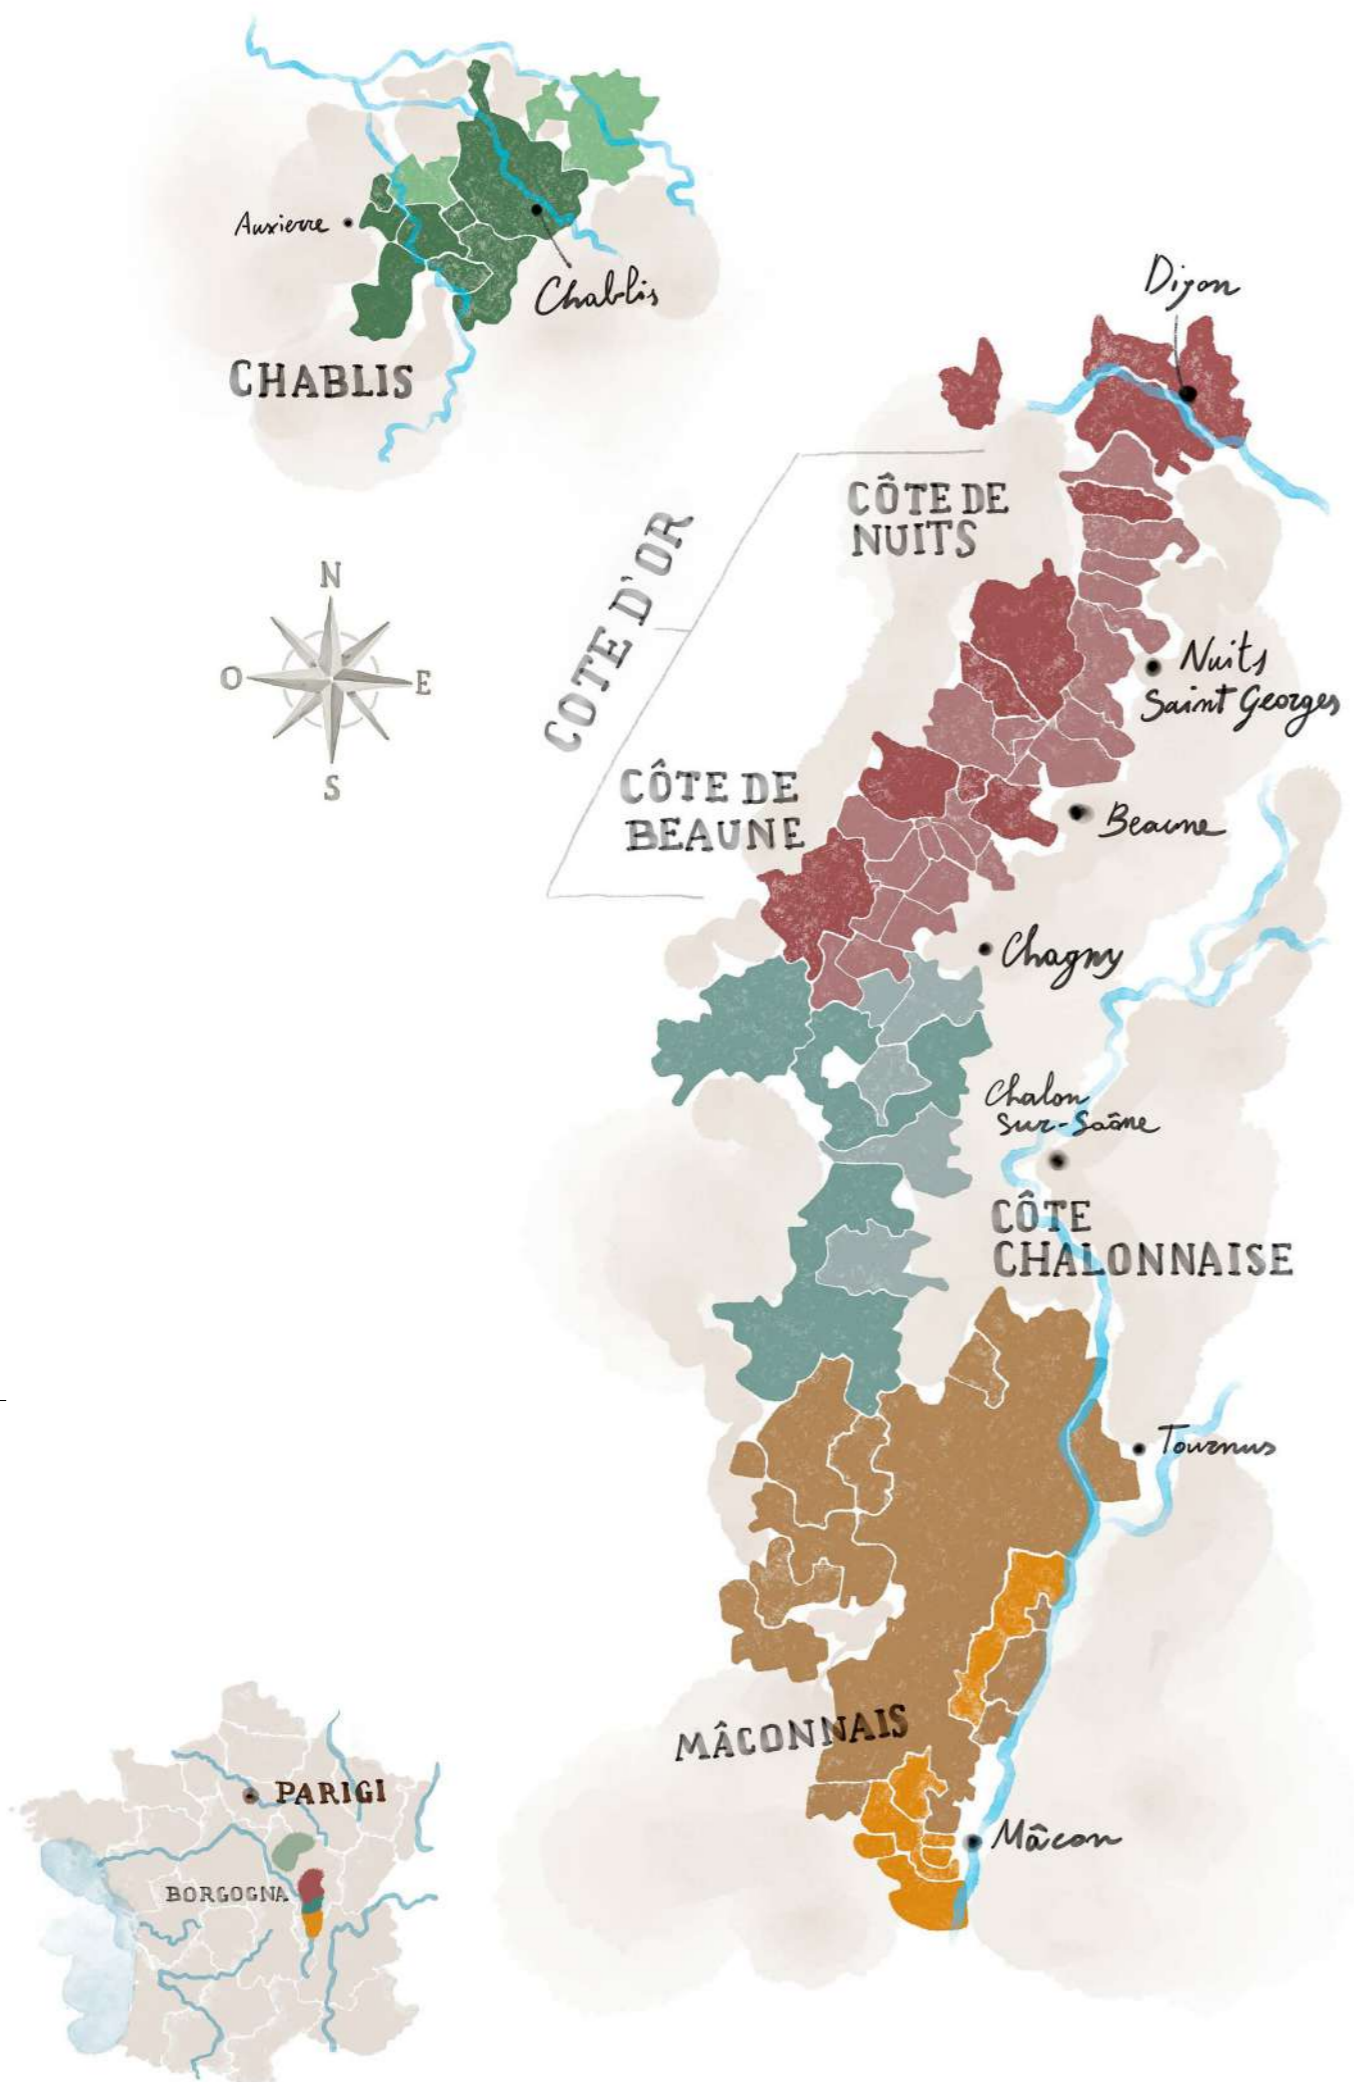 Auxierre
Chablis
CHABLIS
Dijon
CÔTE DE
NUITS
COTE D'OR
N
O
E
S
Nuits
Saint Georges
CÔTE DE
BEAUNE
Beaune
Chagny
Chalon
sur-Saône
CÔTE
CHALONNAISE
Tournus
MÂCONNAIS
Mâcon
PARIGI
BORGOGNA